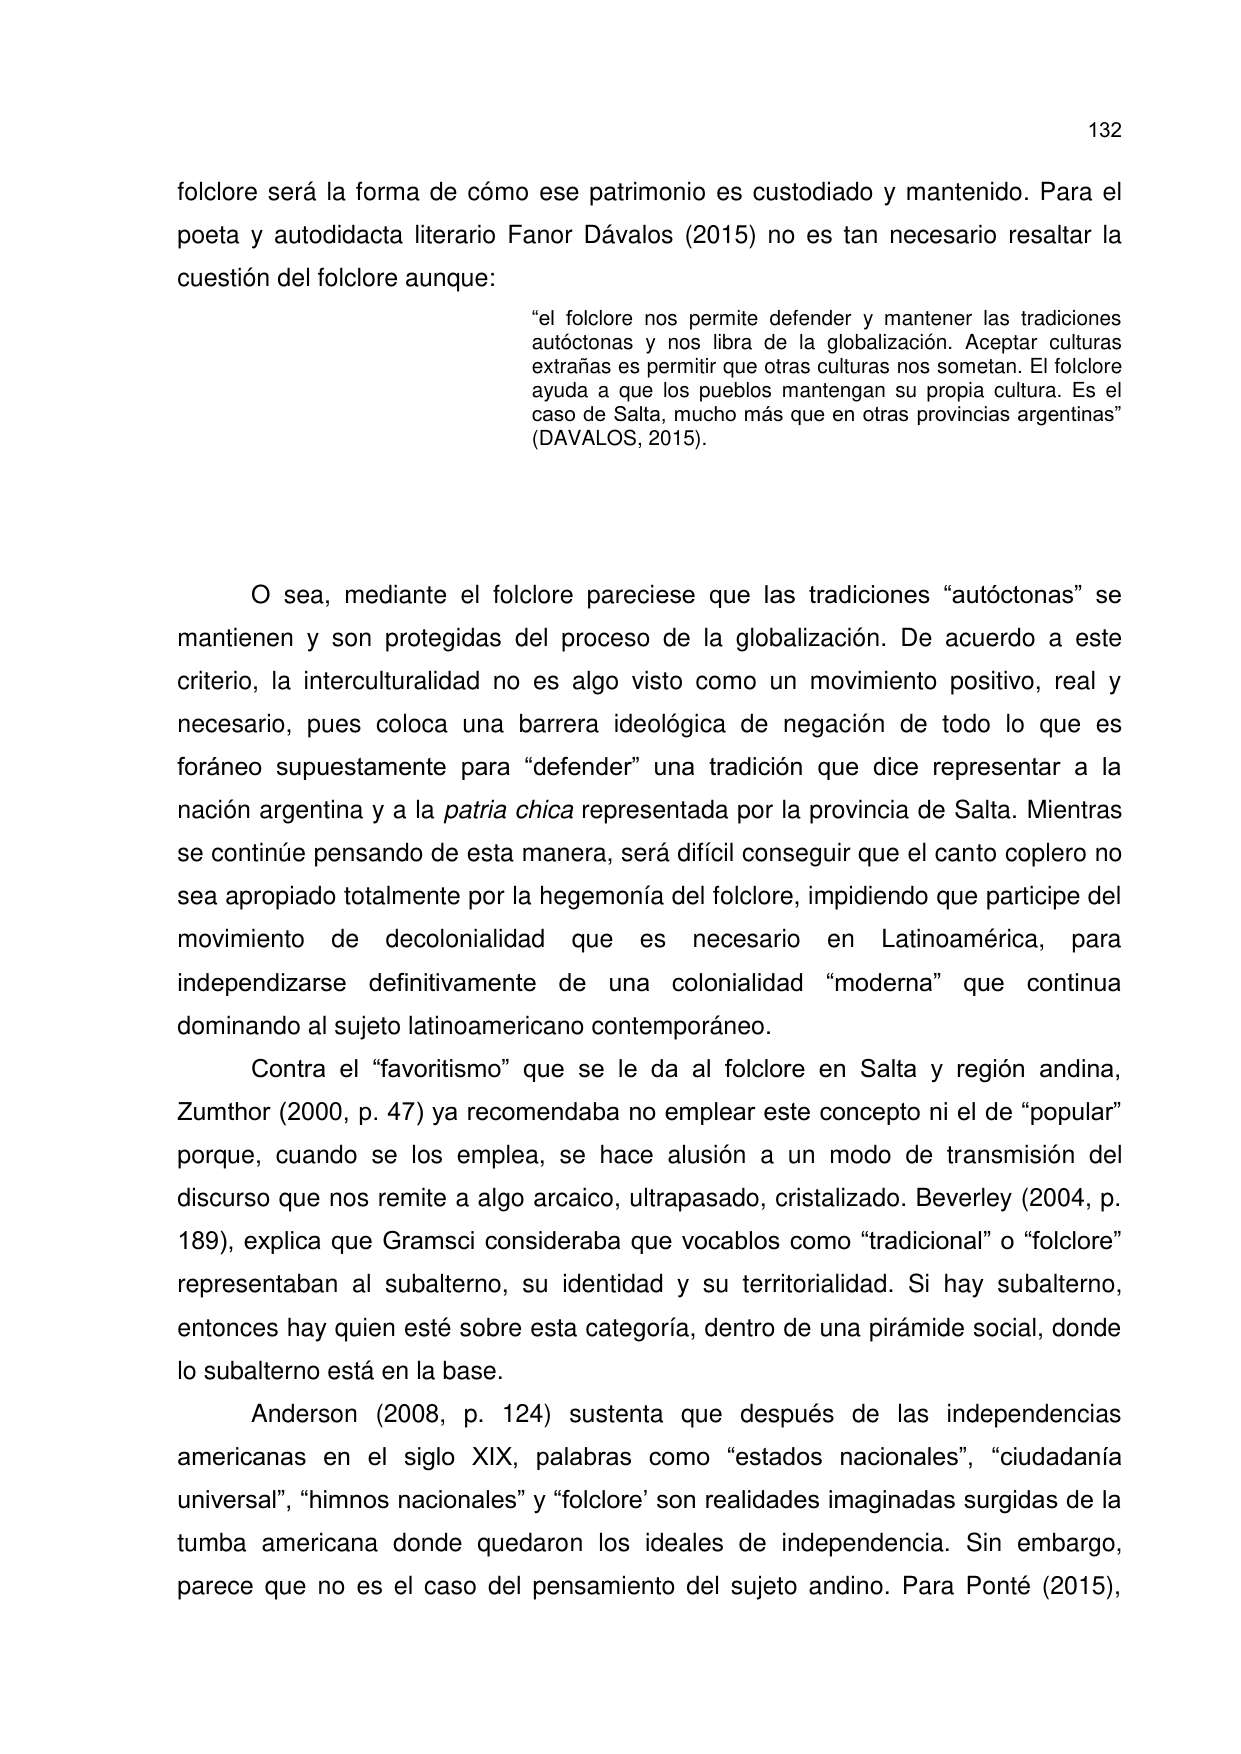 132
folclore será la forma de cómo ese patrimonio es custodiado y mantenido. Para el
poeta y autodidacta literario Fanor Dávalos (2015) no es tan necesario resaltar la
cuestión del folclore aunque:
“el folclore nos permite defender y mantener las tradiciones
autóctonas y nos libra de la globalización. Aceptar culturas
extrañas es permitir que otras culturas nos sometan. El folclore
ayuda a que los pueblos mantengan su propia cultura. Es el
caso de Salta, mucho más que en otras provincias argentinas”
(DAVALOS, 2015).
O sea, mediante el folclore pareciese que las tradiciones “autóctonas” se
mantienen y son protegidas del proceso de la globalización. De acuerdo a este
criterio, la interculturalidad no es algo visto como un movimiento positivo, real y
necesario, pues coloca una barrera ideológica de negación de todo lo que es
foráneo supuestamente para “defender” una tradición que dice representar a la
nación argentina y a la patria chica representada por la provincia de Salta. Mientras
se continúe pensando de esta manera, será difícil conseguir que el canto coplero no
sea apropiado totalmente por la hegemonía del folclore, impidiendo que participe del
movimiento de decolonialidad que es necesario en Latinoamérica, para
independizarse definitivamente de una colonialidad “moderna” que continua
dominando al sujeto latinoamericano contemporáneo.
Contra el “favoritismo” que se le da al folclore en Salta y región andina,
Zumthor (2000, p. 47) ya recomendaba no emplear este concepto ni el de “popular”
porque, cuando se los emplea, se hace alusión a un modo de transmisión del
discurso que nos remite a algo arcaico, ultrapasado, cristalizado. Beverley (2004, p.
189), explica que Gramsci consideraba que vocablos como “tradicional” o “folclore”
representaban al subalterno, su identidad y su territorialidad. Si hay subalterno,
entonces hay quien esté sobre esta categoría, dentro de una pirámide social, donde
lo subalterno está en la base.
Anderson (2008, p. 124) sustenta que después de las independencias
americanas en el siglo XIX, palabras como “estados nacionales”, “ciudadanía
universal”, “himnos nacionales” y “folclore’ son realidades imaginadas surgidas de la
tumba americana donde quedaron los ideales de independencia. Sin embargo,
parece que no es el caso del pensamiento del sujeto andino. Para Ponté (2015),